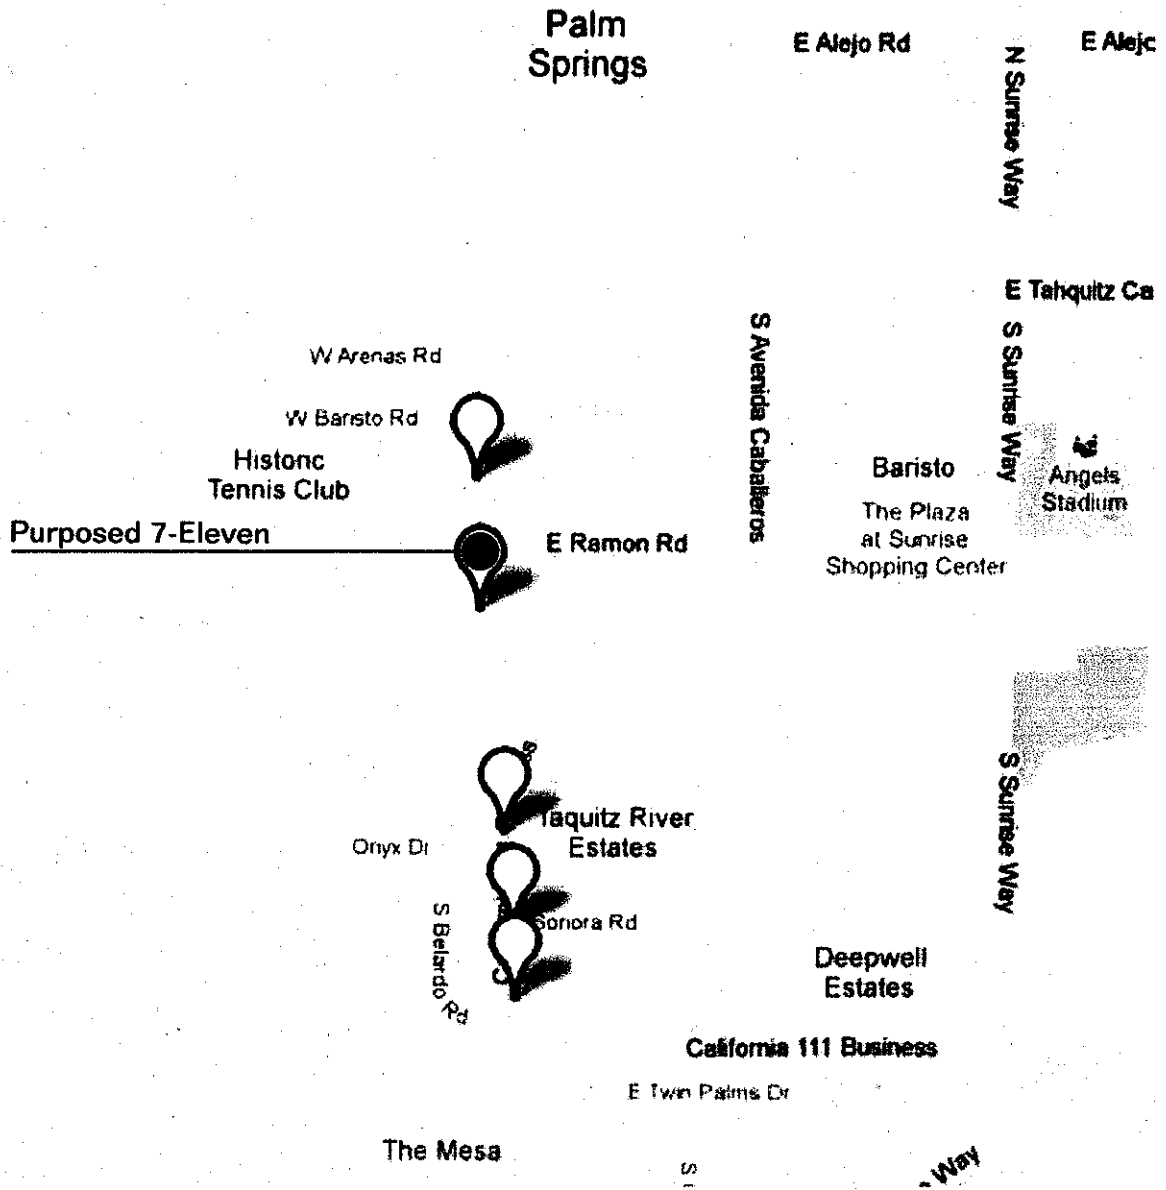 Palm
Springs
E Alejo Rd
E Alejc
N Sunrise Way
E Tahquitz Ca
S Sunrise Way
S Avenida Caballeros
W Arenas Rd
W Baristo Rd
Historic
Tennis Club
Baristo
Angels
Stadium
The Plaza
at Sunrise
Shopping Center
Purposed 7-Eleven
E Ramon Rd
S Sunrise Way
Taquitz River
Estates
Onyx Dr
Sonora Rd
S Belardo Rd
Deepwell
Estates
California 111 Business
E Twin Palms Dr
The Mesa
Way